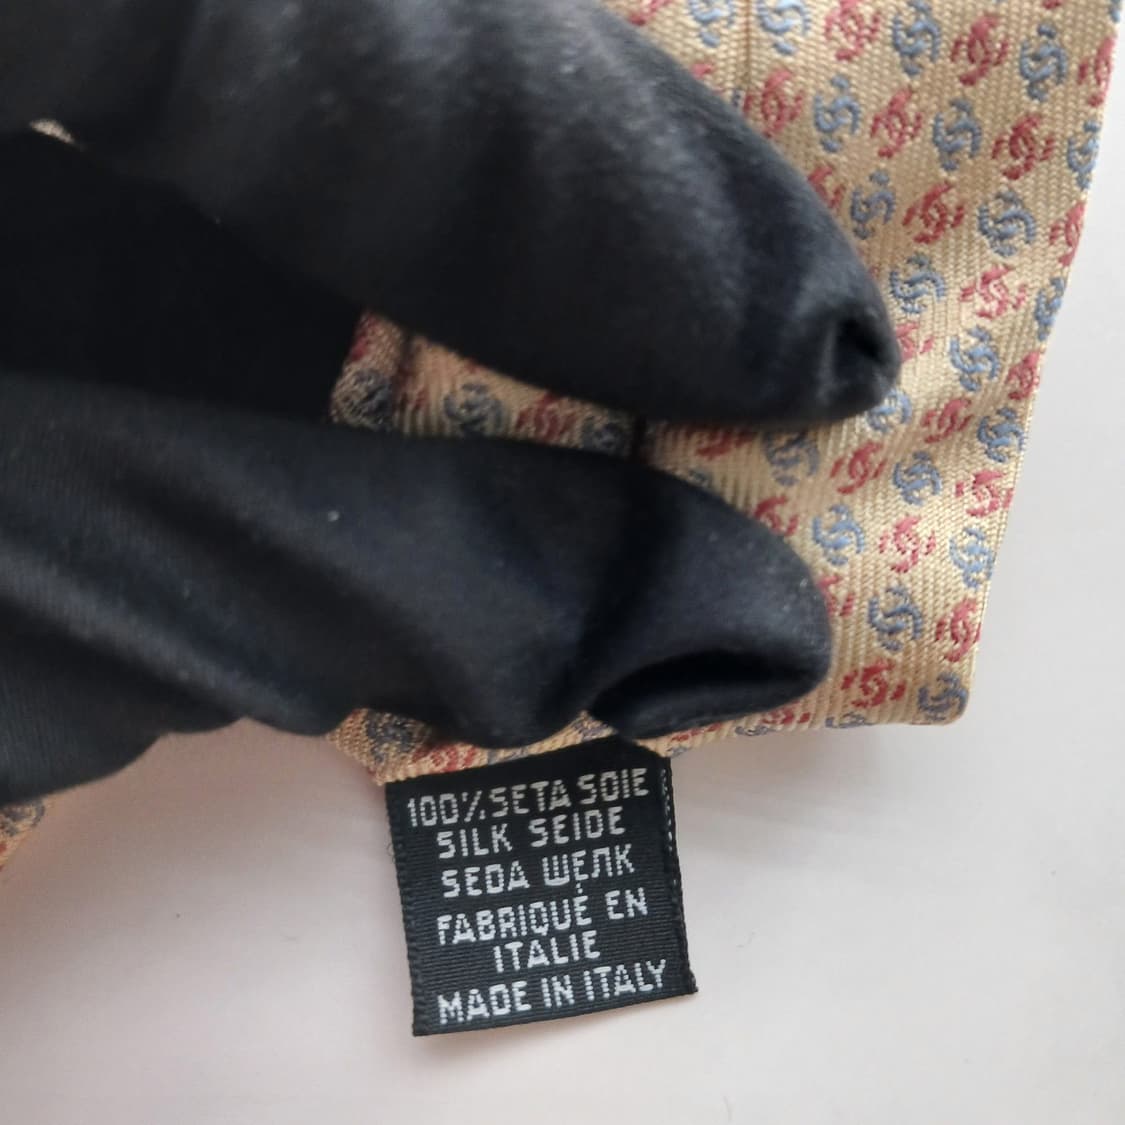 100% SETA SOIE
SILK SEIDE
SEDA ШЕЛК
FABRIQUÉ EN
ITALIE
MADE IN ITALY